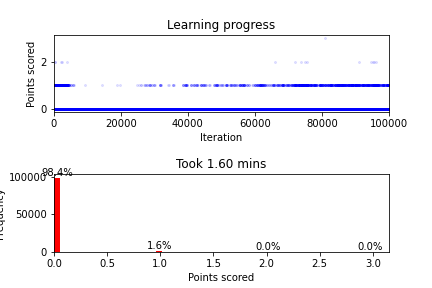 Learning progress
Points scored
2
0
0 20000 40000 60000 80000 100000
Iteration
Took 1.60 mins
98.4%
100000
50000
0
1.6% 0.0% 0.0%
0.0 0.5 1.0 1.5 2.0 2.5 3.0
Points scored